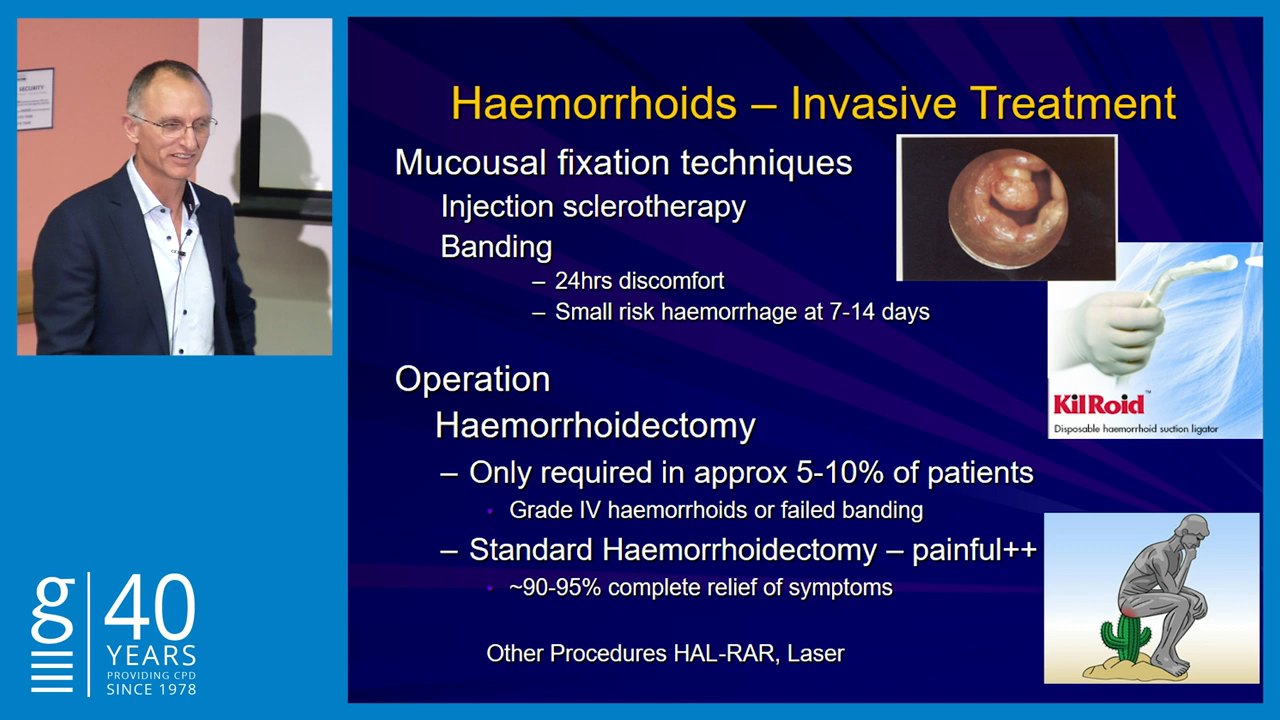 SECURITY
Haemorrhoids – Invasive Treatment
Mucousal fixation techniques
Injection sclerotherapy
Banding
– 24hrs discomfort
– Small risk haemorrhage at 7-14 days
KilRoid™
Disposable haemorrhoid suction ligator
Operation
Haemorrhoidectomy
– Only required in approx 5-10% of patients
• Grade IV haemorrhoids or failed banding
– Standard Haemorrhoidectomy – painful++
• ~90-95% complete relief of symptoms
Other Procedures HAL-RAR, Laser
g
40
YEARS
PROVIDING CPD
SINCE 1978